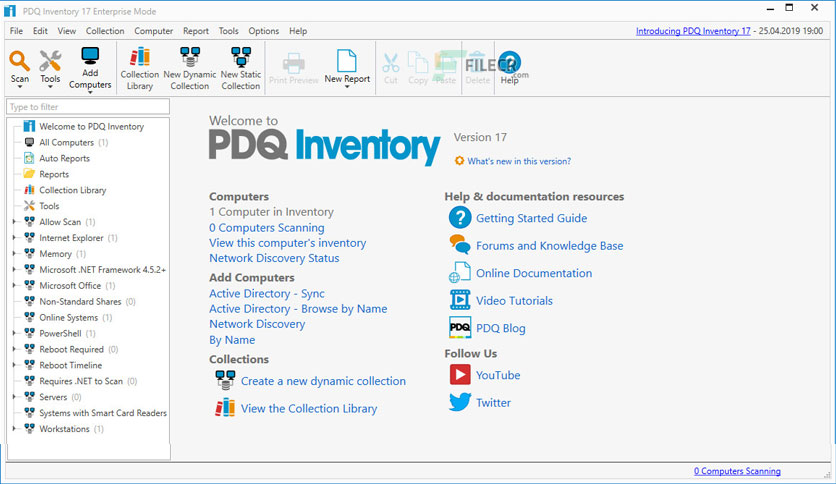 PDQ Inventory 17 Enterprise Mode
File Edit View Collection Computer Report Tools Options Help
Introducing PDQ Inventory 17 - 25.04.2019 19:00
Scan
Tools
Add
Computers
Collection
Library
New Dynamic
Collection
New Static
Collection
Print Preview
New Report
Cut
Copy
Paste
Delete
Help
FILECR
.com
Type to filter
Welcome to PDQ Inventory
All Computers (1)
Auto Reports
Reports
Collection Library
Tools
Allow Scan (1)
Internet Explorer (1)
Memory (1)
Microsoft .NET Framework 4.5.2+
Microsoft Office (1)
Non-Standard Shares (0)
Online Systems (1)
PowerShell (1)
Reboot Required (0)
Reboot Timeline
Requires .NET to Scan (0)
Servers (0)
Systems with Smart Card Readers
Workstations (1)
Welcome to
PDQ Inventory
Version 17
What's new in this version?
Computers
1 Computer in Inventory
0 Computers Scanning
View this computer's inventory
Network Discovery Status
Add Computers
Active Directory - Sync
Active Directory - Browse by Name
Network Discovery
By Name
Collections
Create a new dynamic collection
View the Collection Library
Help & documentation resources
Getting Started Guide
Forums and Knowledge Base
Online Documentation
Video Tutorials
PDQ
PDQ Blog
Follow Us
YouTube
Twitter
0 Computers Scanning